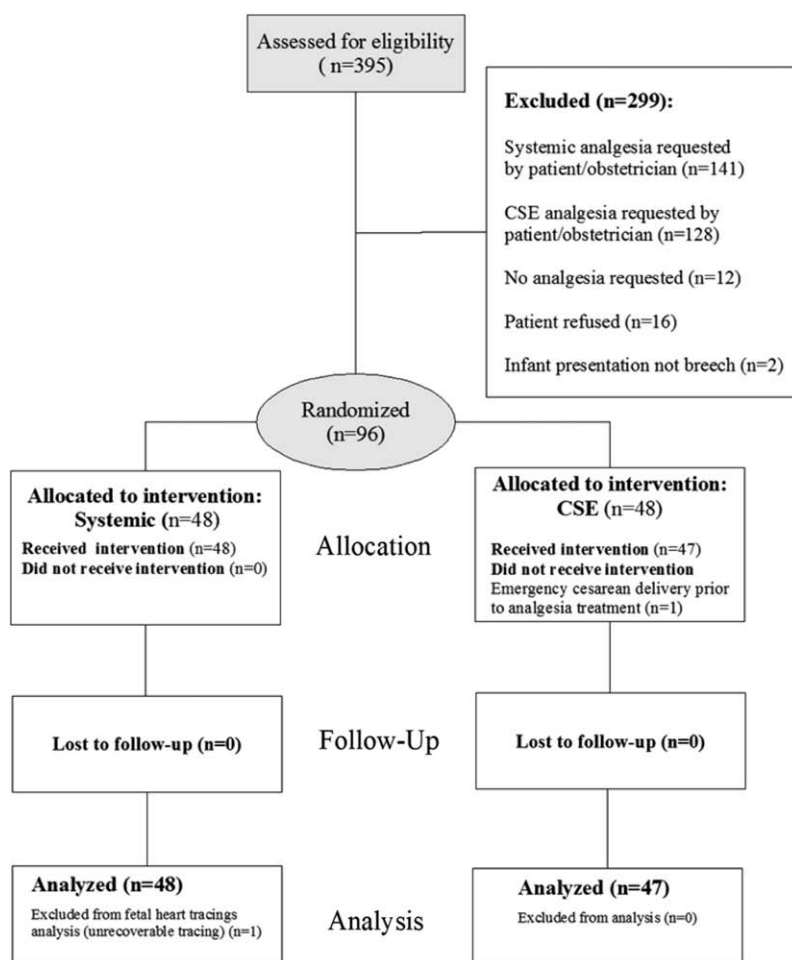 Assessed for eligibility
( n=395)
Excluded (n=299):
Systemic analgesia requested
by patient/obstetrician (n=141)
CSE analgesia requested by
patient/obstetrician (n=128)
No analgesia requested (n=12)
Patient refused (n=16)
Infant presentation not breech (n=2)
Randomized
(n=96)
Allocated to intervention:
Systemic (n=48)
Received intervention (n=48)
Did not receive intervention (n=0)
Allocation
Allocated to intervention:
CSE (n=48)
Received intervention (n=47)
Did not receive intervention
Emergency cesarean delivery prior
to analgesia treatment (n=1)
Lost to follow-up (n=0)
Follow-Up
Lost to follow-up (n=0)
Analyzed (n=48)
Excluded from fetal heart tracings
analysis (unrecoverable tracing) (n=1)
Analysis
Analyzed (n=47)
Excluded from analysis (n=0)